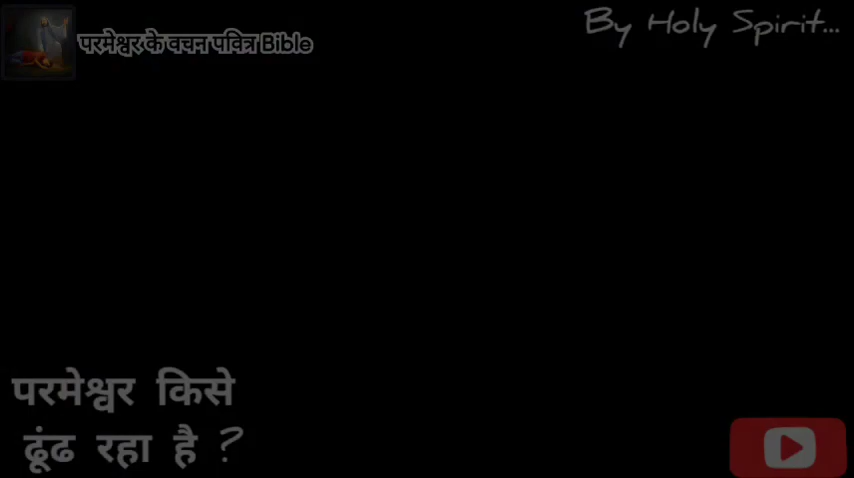 परमेश्वर के वचन पवित्र Bible
By Holy Spirit...
परमेश्वर किसे
ढूंढ रहा है ?